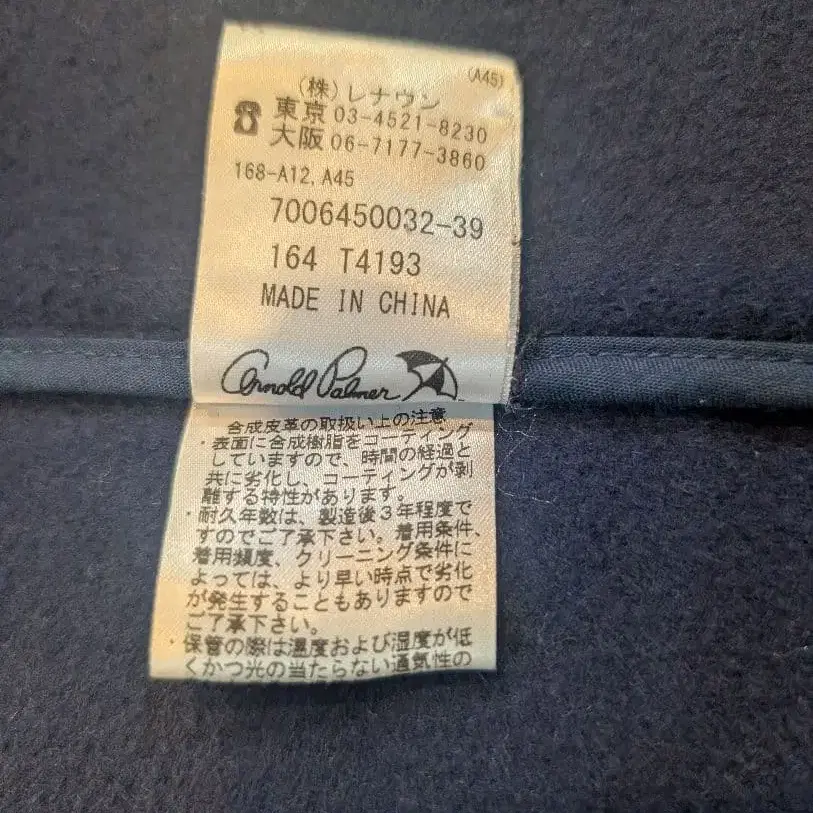 (A45)
(株)レナウン
東京 03-4521-8230
大阪 06-7177-3860
168-A12, A45
7006450032-39
164 T4193
MADE IN CHINA
Arnold Palmer
合成皮革の取扱い上の注意
・表面に合成樹脂をコーティング
していますので、時間の経過と
共に劣化し、コーティングが剥
離する特性があります。
・耐久年数は、製造後3年程度で
すのでご了承下さい。着用条件、
着用頻度、クリーニング条件に
よっては、より早い時点で劣化
が発生することもありますので
ご了承下さい。
・保管の際は温度および湿度が低
くかつ光の当たらない通気性の